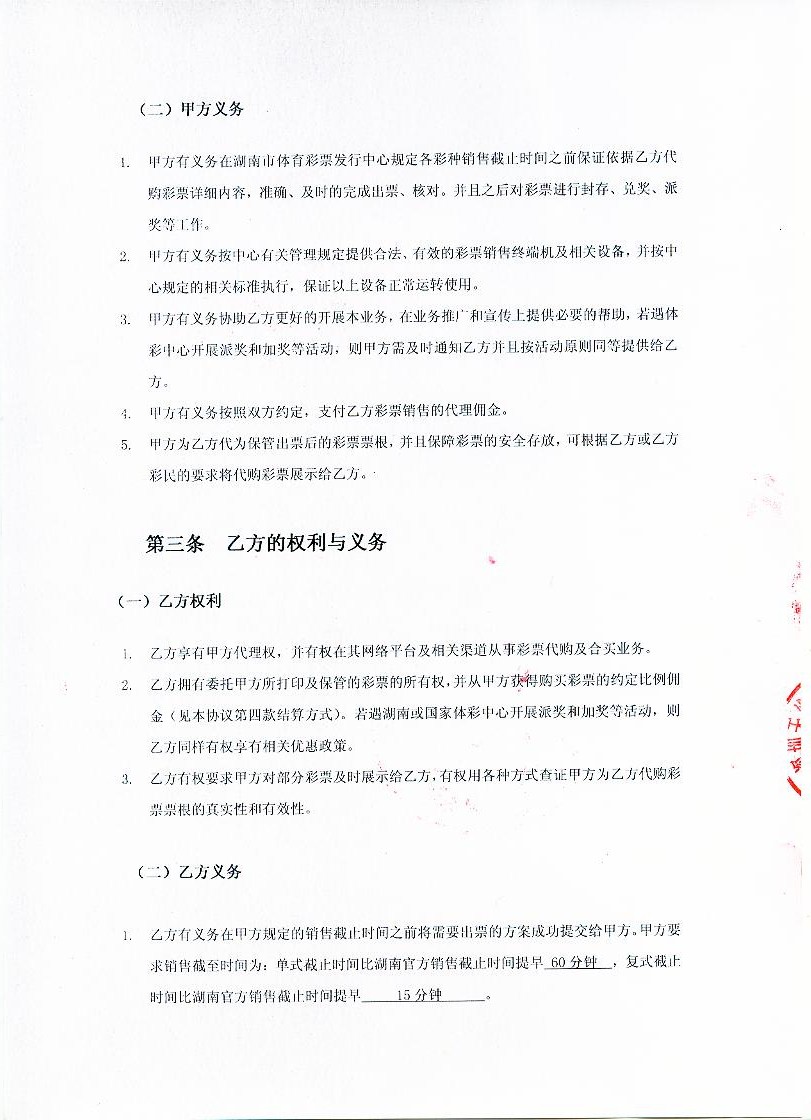 （二）甲方义务
1. 甲方有义务在湖南市体育彩票发行中心规定各彩种销售截止时间之前保证依据乙方代
购彩票详细内容，准确、及时的完成出票、核对。并且之后对彩票进行封存、兑奖、派
奖等工作。
2. 甲方有义务按中心有关管理规定提供合法、有效的彩票销售终端机及相关设备，并按中
心规定的相关标准执行，保证以上设备正常运转使用。
3. 甲方有义务协助乙方更好的开展本业务，在业务推广和宣传上提供必要的帮助，若遇体
彩中心开展派奖和加奖等活动，则甲方需及时通知乙方并且按活动原则同等提供给乙
方。
4. 甲方有义务按照双方约定，支付乙方彩票销售的代理佣金。
5. 甲方为乙方代为保管出票后的彩票票根，并且保障彩票的安全存放，可根据乙方或乙方
彩民的要求将代购彩票展示给乙方。
第三条 乙方的权利与义务
（一）乙方权利
1. 乙方享有甲方代理权，并有权在其网络平台及相关渠道从事彩票代购及合买业务。
2. 乙方拥有委托甲方所打印及保管的彩票的所有权，并从甲方获得购买彩票的约定比例佣
金（见本协议第四款结算方式）。若遇湖南或国家体彩中心开展派奖和加奖等活动，则
乙方同样有权享有相关优惠政策。
3. 乙方有权要求甲方对部分彩票及时展示给乙方，有权用各种方式查证甲方为乙方代购彩
票票根的真实性和有效性。
（二）乙方义务
1. 乙方有义务在甲方规定的销售截止时间之前将需要出票的方案成功提交给甲方。甲方要
求销售截至时间为：单式截止时间比湖南官方销售截止时间提早 60 分钟 ，复式截止
时间比湖南官方销售截止时间提早 15 分钟 。